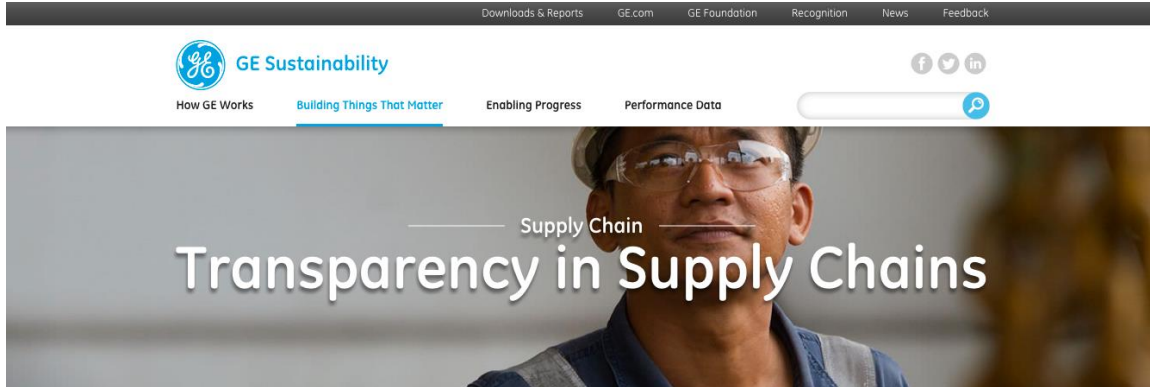 Downloads & Reports GE.com GE Foundation Recognition News Feedback
GE Sustainability
How GE Works Building Things That Matter Enabling Progress Performance Data
Supply Chain
Transparency in Supply Chains